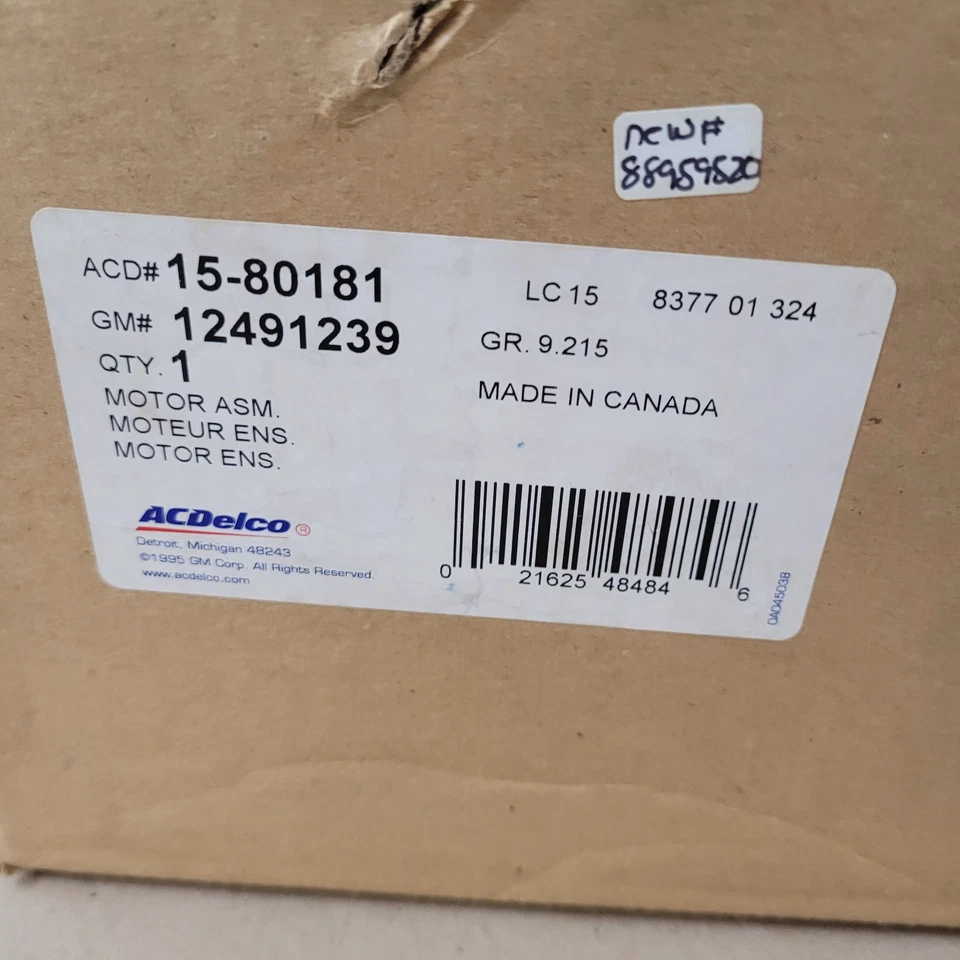 new#
88959520
ACD# 15-80181
GM# 12491239
QTY. 1
MOTOR ASM.
MOTEUR ENS.
MOTOR ENS.
LC 15 8377 01 324
GR. 9.215
MADE IN CANADA
ACDelco ®
Detroit, Michigan 48243
©1995 GM Corp. All Rights Reserved.
www.acdelco.com
0 21625 48484 6
0A045038